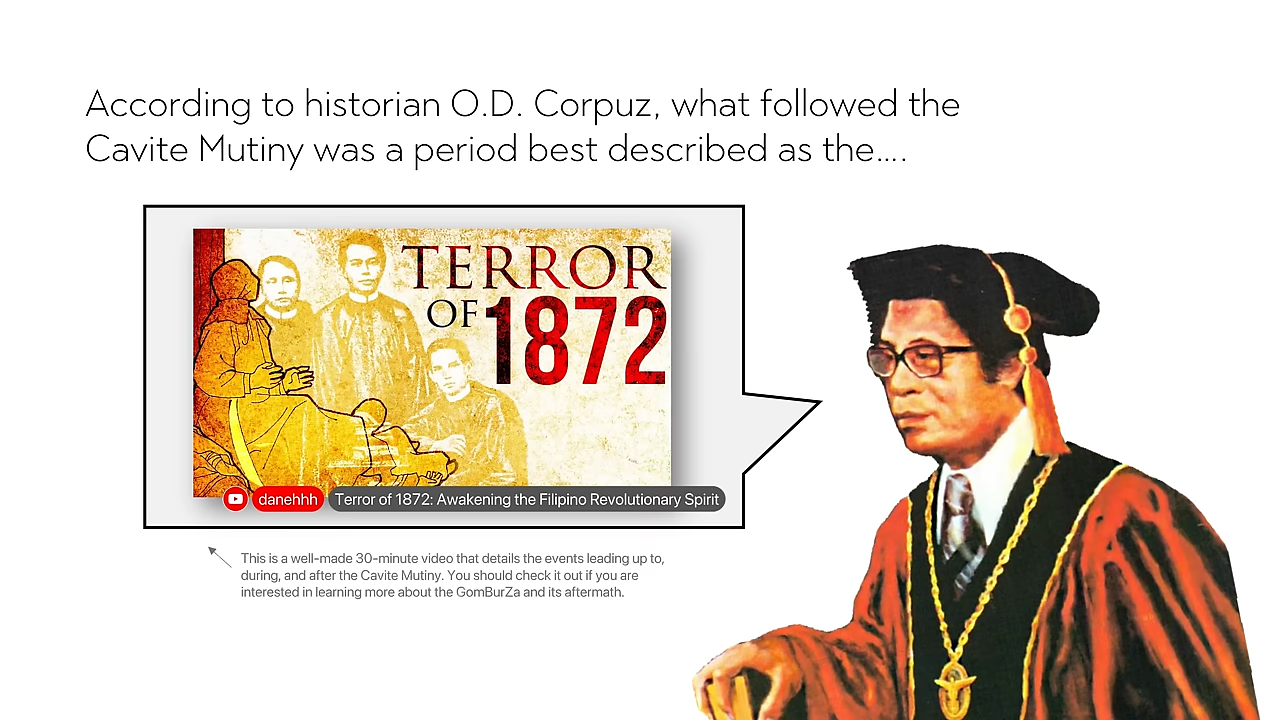 According to historian O.D. Corpuz, what followed the
Cavite Mutiny was a period best described as the....
TERROR
OF 1872
danehhh Terror of 1872: Awakening the Filipino Revolutionary Spirit
This is a well-made 30-minute video that details the events leading up to,
during, and after the Cavite Mutiny. You should check it out if you are
interested in learning more about the GomBurZa and its aftermath.